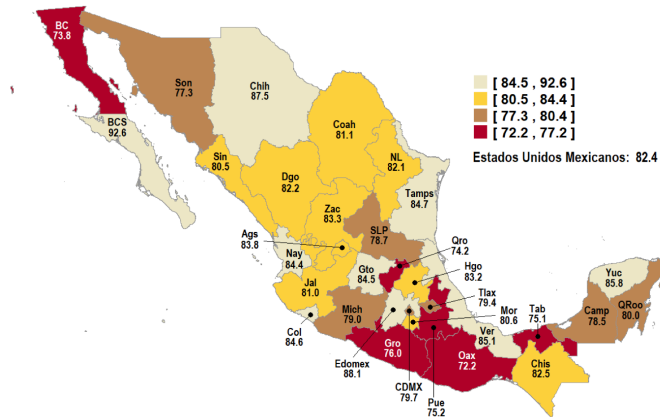 BC
73.8
Son
77.3
Chih
87.5
[ 84.5 , 92.6 ]
[ 80.5 , 84.4 ]
[ 77.3 , 80.4 ]
[ 72.2 , 77.2 ]
Estados Unidos Mexicanos: 82.4
BCS
92.6
Coah
81.1
Sin
80.5
Dgo
82.2
NL
82.1
Tamps
84.7
Zac
83.3
SLP
78.7
Ags
83.8
Nay
84.4
Gto
84.5
Qro
74.2
Hgo
83.2
Jal
81.0
Mich
79.0
Tlax
79.4
Mor
80.6
Tab
75.1
Yuc
85.8
Camp
78.5
QRoo
80.0
Col
84.6
Edomex
88.1
Gro
76.0
CDMX
79.7
Pue
75.2
Oax
72.2
Ver
85.1
Chis
82.5